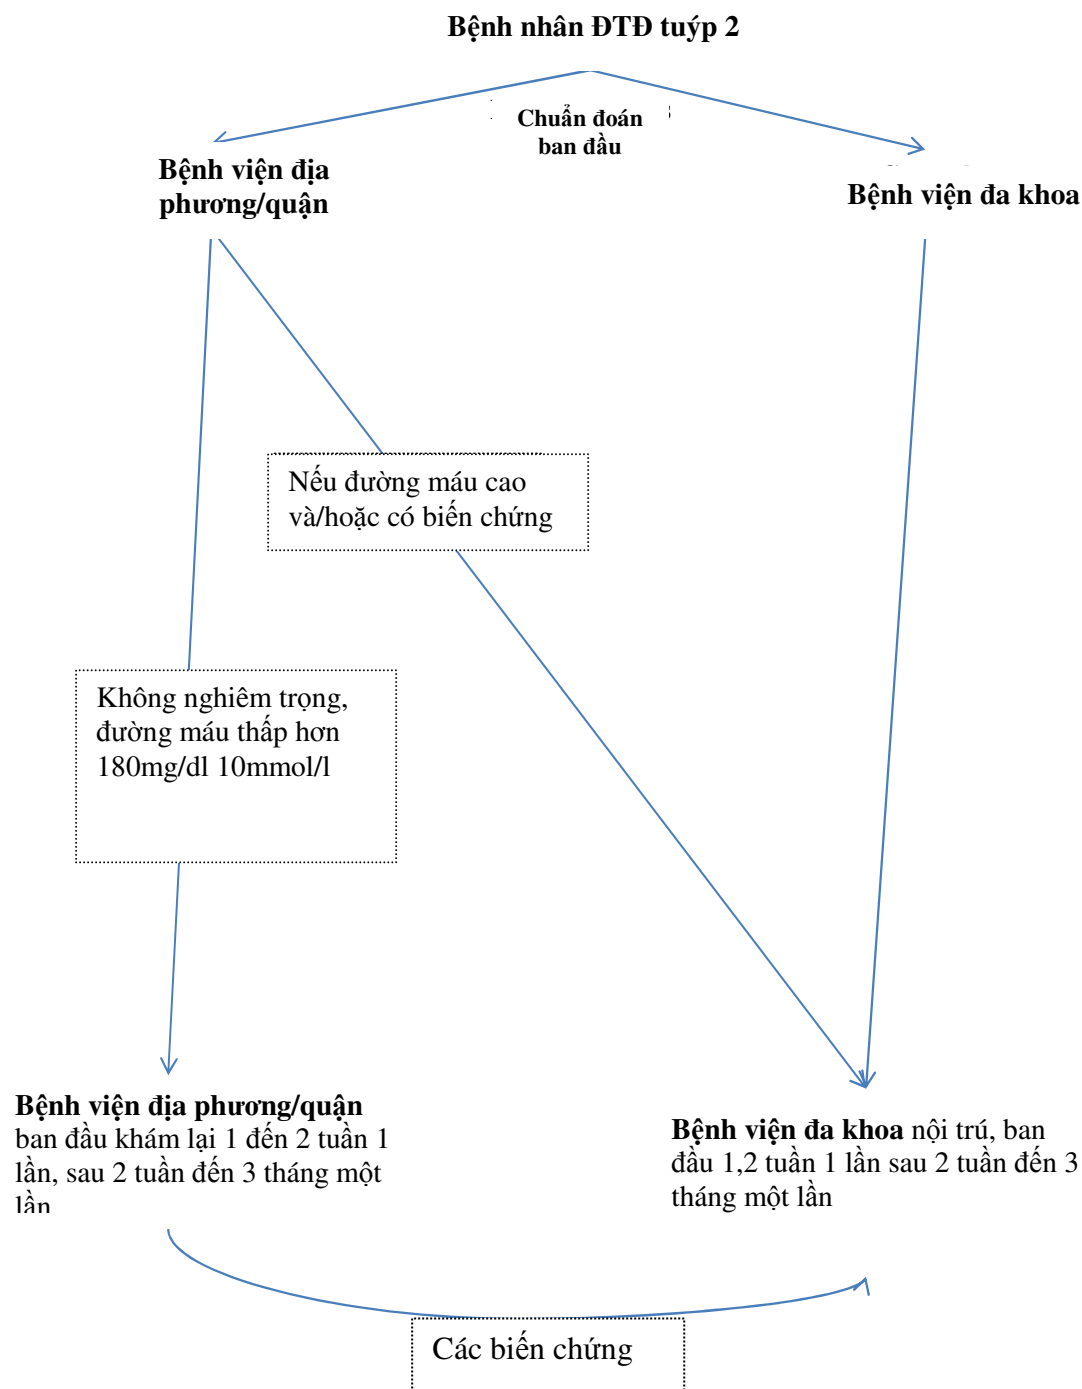 Bệnh nhân ĐTĐ tuýp 2
Chuẩn đoán
ban đầu
Bệnh viện địa
phương/quận
Bệnh viện đa khoa
Nếu đường máu cao
và/hoặc có biến chứng
Không nghiêm trọng,
đường máu thấp hơn
180mg/dl 10mmol/l
Bệnh viện địa phương/quận
ban đầu khám lại 1 đến 2 tuần 1
lần, sau 2 tuần đến 3 tháng một
lần
Bệnh viện đa khoa nội trú, ban
đầu 1,2 tuần 1 lần sau 2 tuần đến 3
tháng một lần
Các biến chứng